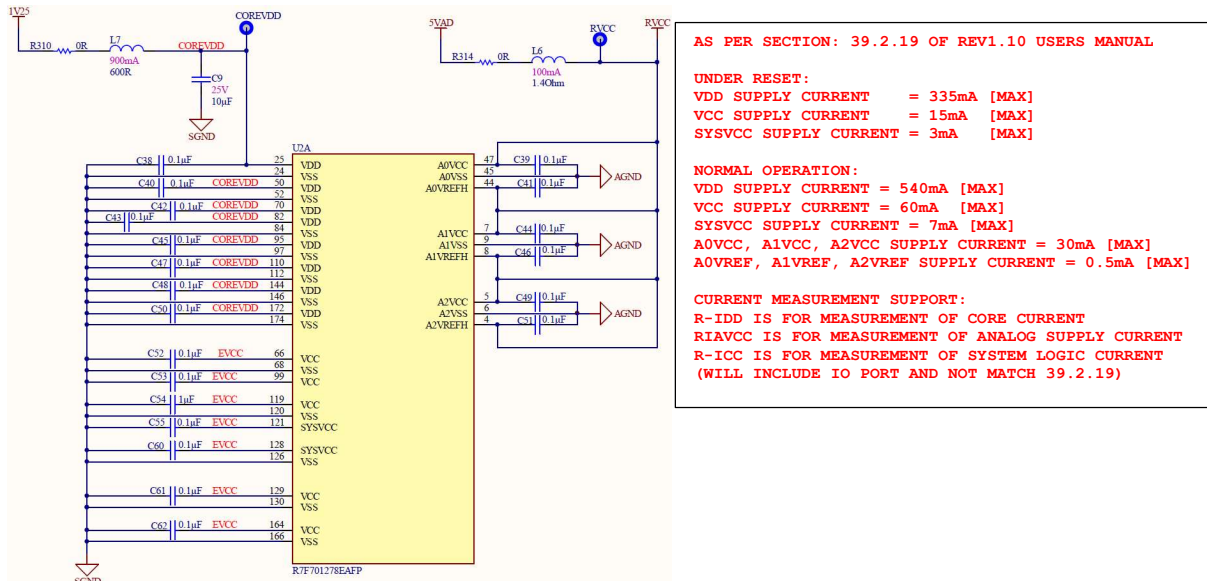 1V25
COREVDD
R310 0R L7 COREVDD
900mA
600R
C9
25V
10µF
SGND
5VAD RVCC RVCC
R314 0R L6
100mA
1.4Ohm
U2A
C38 0.1µF 25 VDD
24 VSS
C40 0.1µF COREVDD 50 VDD
52 VSS
C42 0.1µF COREVDD 70 VDD
C43 0.1µF COREVDD 82 VDD
84 VSS
C45 0.1µF COREVDD 95 VDD
97 VSS
C47 0.1µF COREVDD 110 VDD
112 VSS
C48 0.1µF COREVDD 144 VDD
146 VSS
C50 0.1µF COREVDD 172 VDD
174 VSS
C52 0.1µF EVCC 66 VCC
68 VSS
C53 0.1µF EVCC 99 VCC
C54 1µF EVCC 119 VCC
120 VSS
C55 0.1µF EVCC 121 SYSVCC
C60 0.1µF EVCC 128 SYSVCC
126 VSS
C61 0.1µF EVCC 129 VCC
130 VSS
C62 0.1µF EVCC 164 VCC
166 VSS
SGND
A0VCC 47 C39 0.1µF
A0VSS 45 AGND
A0VREFH 44 C41 0.1µF
A1VCC 7 C44 0.1µF
A1VSS 9 AGND
A1VREFH 8 C46 0.1µF
A2VCC 5 C49 0.1µF
A2VSS 6 AGND
A2VREFH 4 C51 0.1µF
R7F701278EAFP
AS PER SECTION: 39.2.19 OF REV1.10 USERS MANUAL
UNDER RESET:
VDD SUPPLY CURRENT = 335mA [MAX]
VCC SUPPLY CURRENT = 15mA [MAX]
SYSVCC SUPPLY CURRENT = 3mA [MAX]
NORMAL OPERATION:
VDD SUPPLY CURRENT = 540mA [MAX]
VCC SUPPLY CURRENT = 60mA [MAX]
SYSVCC SUPPLY CURRENT = 7mA [MAX]
A0VCC, A1VCC, A2VCC SUPPLY CURRENT = 30mA [MAX]
A0VREF, A1VREF, A2VREF SUPPLY CURRENT = 0.5mA [MAX]
CURRENT MEASUREMENT SUPPORT:
R-IDD IS FOR MEASUREMENT OF CORE CURRENT
RIAVCC IS FOR MEASUREMENT OF ANALOG SUPPLY CURRENT
R-ICC IS FOR MEASUREMENT OF SYSTEM LOGIC CURRENT
(WILL INCLUDE IO PORT AND NOT MATCH 39.2.19)